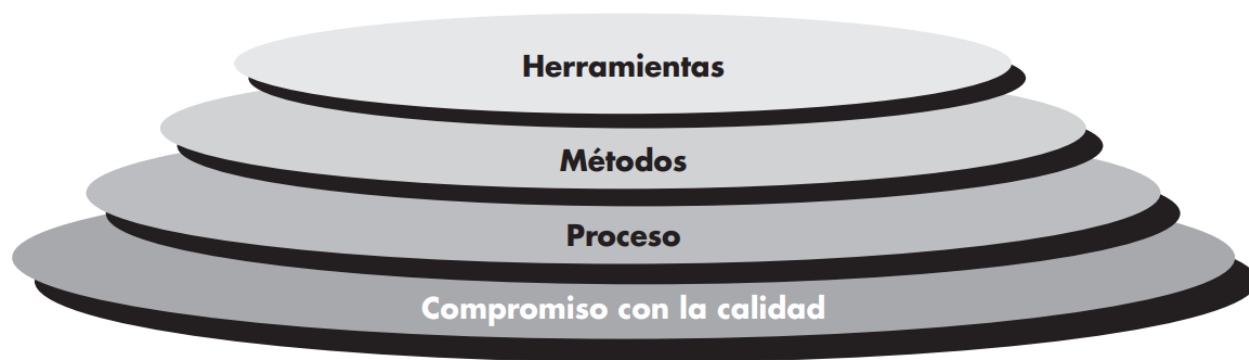 Herramientas
Métodos
Proceso
Compromiso con la calidad